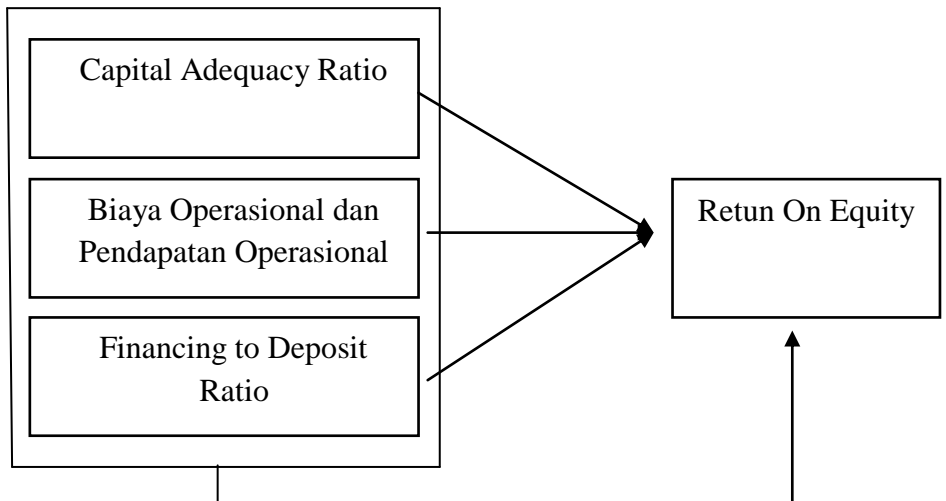 Capital Adequacy Ratio
Biaya Operasional dan
Pendapatan Operasional
Financing to Deposit
Ratio
Retun On Equity